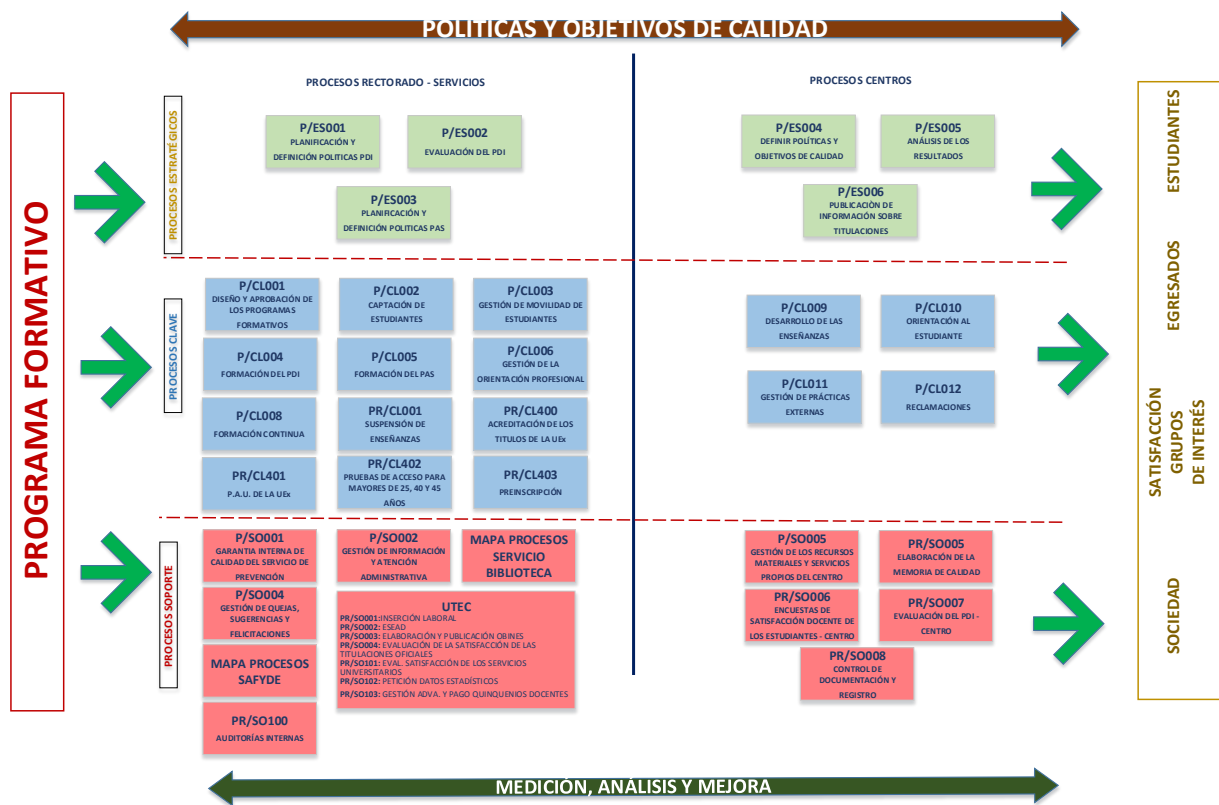 POLÍTICAS Y OBJETIVOS DE CALIDAD
PROCESOS RECTORADO - SERVICIOS
PROCESOS CENTROS
PROGRAMA FORMATIVO
PROCESOS ESTRATÉGICOS
P/ES001
PLANIFICACIÓN Y
DEFINICIÓN POLITICAS PDI
P/ES002
EVALUACIÓN DEL PDI
P/ES003
PLANIFICACIÓN Y
DEFINICIÓN POLITICAS PAS
P/ES004
DEFINIR POLÍTICAS Y
OBJETIVOS DE CALIDAD
P/ES005
ANÁLISIS DE LOS
RESULTADOS
P/ES006
PUBLICACIÒN DE
INFORMACIÓN SOBRE
TITULACIONES
PROCESOS CLAVE
P/CL001
DISEÑO Y APROBACIÓN DE
LOS PROGRAMAS
FORMATIVOS
P/CL002
CAPTACIÓN DE
ESTUDIANTES
P/CL003
GESTIÓN DE MOVILIDAD DE
ESTUDIANTES
P/CL004
FORMACIÓN DEL PDI
P/CL005
FORMACIÓN DEL PAS
P/CL006
GESTIÓN DE LA
ORIENTACIÓN PROFESIONAL
P/CL008
FORMACIÓN CONTINUA
PR/CL001
SUSPENSIÓN DE
ENSEÑANZAS
PR/CL400
ACREDITACIÓN DE LOS
TITULOS DE LA UEx
PR/CL401
P.A.U. DE LA UEx
PR/CL402
PRUEBAS DE ACCESO PARA
MAYORES DE 25, 40 Y 45
AÑOS
PR/CL403
PREINSCRIPCIÓN
P/CL009
DESARROLLO DE LAS
ENSEÑANZAS
P/CL010
ORIENTACIÓN AL
ESTUDIANTE
P/CL011
GESTIÓN DE PRÁCTICAS
EXTERNAS
P/CL012
RECLAMACIONES
PROCESOS SOPORTE
P/SO001
GARANTIA INTERNA DE
CALIDAD DEL SERVICIO DE
PREVENCIÓN
P/SO002
GESTIÓN DE INFORMACIÓN
Y ATENCIÓN
ADMINISTRATIVA
MAPA PROCESOS
SERVICIO
BIBLIOTECA
P/SO004
GESTIÓN DE QUEJAS,
SUGERENCIAS Y
FELICITACIONES
MAPA PROCESOS
SAFYDE
PR/SO100
AUDITORÍAS INTERNAS
UTEC
PR/SO001:INSERCIÓN LABORAL
PR/SO002: ESEAD
PR/SO003: ELABORACIÓN Y PUBLICACIÓN OBINES
PR/SO004: EVALUACIÓN DE LA SATISFACCIÓN DE LAS
TITULACIONES OFICIALES
PR/SO101: EVAL. SATISFACCIÓN DE LOS SERVICIOS
UNIVERSITARIOS
PR/SO102: PETICIÓN DATOS ESTADÍSTICOS
PR/SO103: GESTIÓN ADVA. Y PAGO QUINQUENIOS DOCENTES
P/SO005
GESTIÓN DE LOS RECURSOS
MATERIALES Y SERVICIOS
PROPIOS DEL CENTRO
PR/SO005
ELABORACIÓN DE LA
MEMORIA DE CALIDAD
PR/SO006
ENCUESTAS DE
SATISFACCIÓN DOCENTE DE
LOS ESTUDIANTES - CENTRO
PR/SO007
EVALUACIÓN DEL PDI -
CENTRO
PR/SO008
CONTROL DE
DOCUMENTACIÓN Y
REGISTRO
ESTUDIANTES
EGRESADOS
SATISFACCIÓN
GRUPOS
DE INTERÉS
SOCIEDAD
MEDICIÓN, ANÁLISIS Y MEJORA